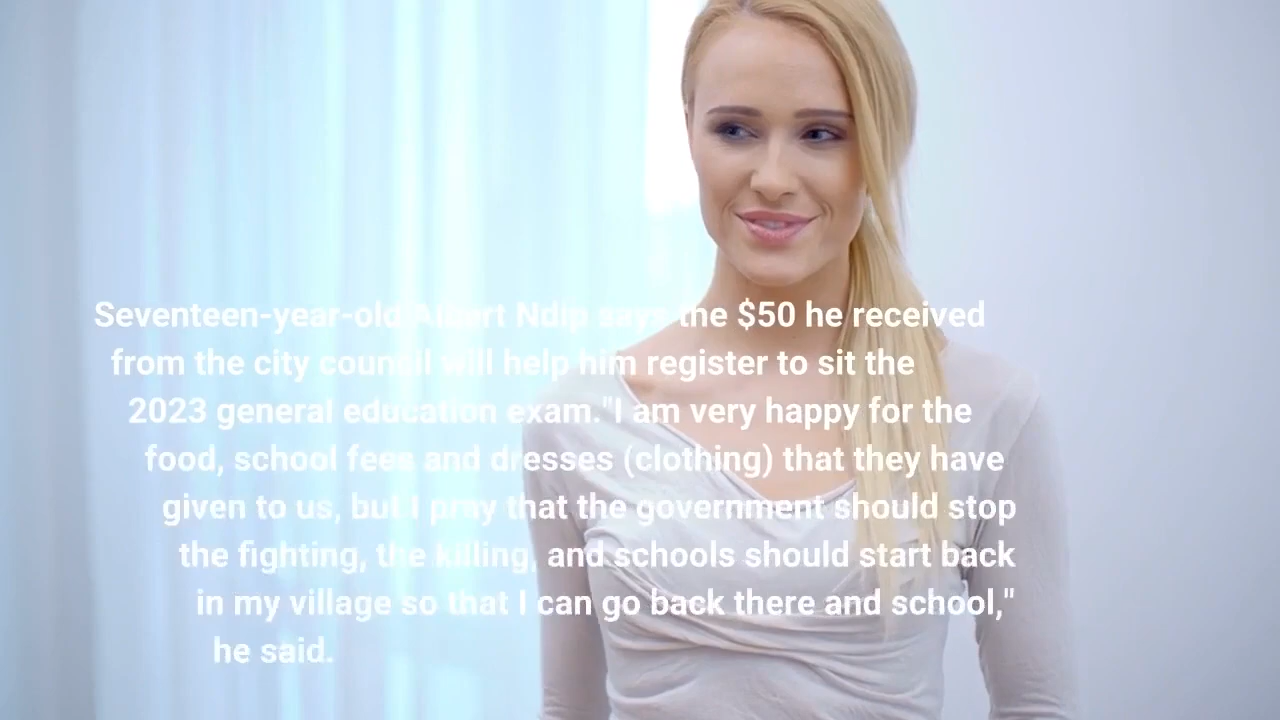 Seventeen-year-old Albert Ndip says the $50 he received
from the city council will help him register to sit the
2023 general education exam."I am very happy for the
food, school fees and dresses (clothing) that they have
given to us, but I pray that the government should stop
the fighting, the killing, and schools should start back
in my village so that I can go back there and school,"
he said.